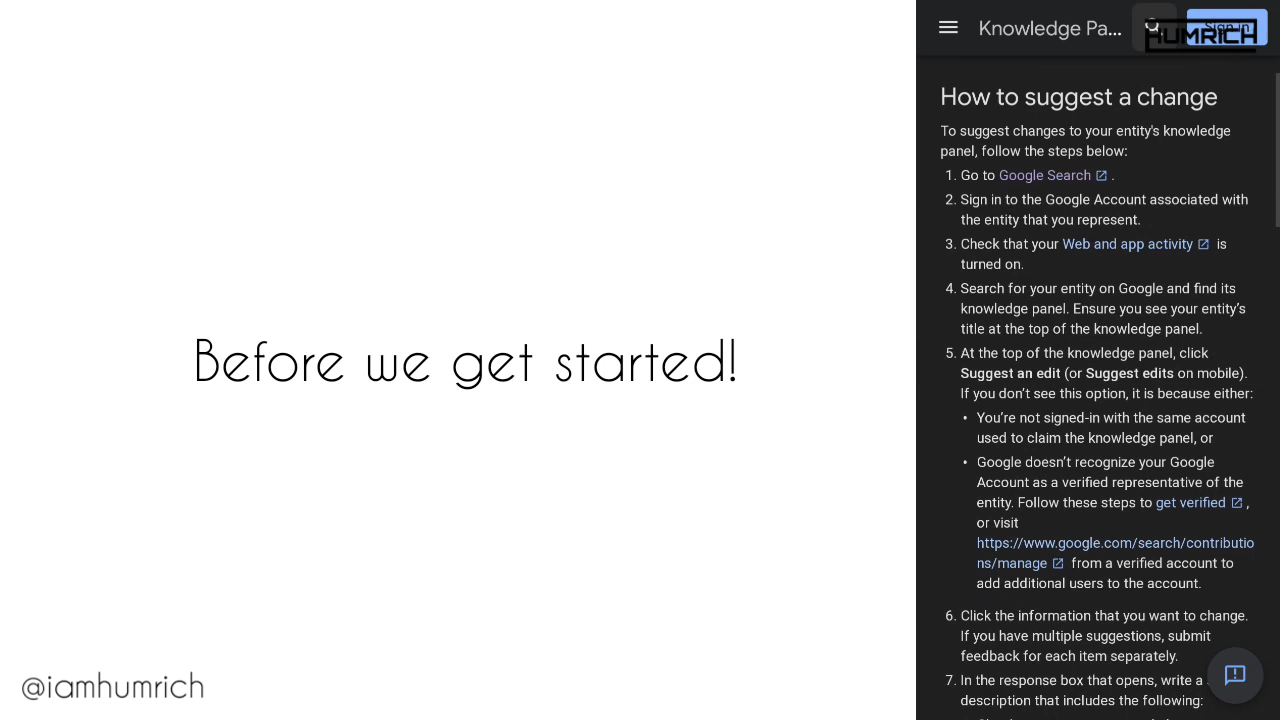 Before we get started!
@iamhumrich
Knowledge Pa...
Sign in
HUMRICH
How to suggest a change
To suggest changes to your entity's knowledge
panel, follow the steps below:
1. Go to Google Search .
2. Sign in to the Google Account associated with
the entity that you represent.
3. Check that your Web and app activity is
turned on.
4. Search for your entity on Google and find its
knowledge panel. Ensure you see your entity's
title at the top of the knowledge panel.
5. At the top of the knowledge panel, click
Suggest an edit (or Suggest edits on mobile).
If you don't see this option, it is because either:
• You're not signed-in with the same account
used to claim the knowledge panel, or
• Google doesn't recognize your Google
Account as a verified representative of the
entity. Follow these steps to get verified ,
or visit
https://www.google.com/search/contributio
ns/manage from a verified account to
add additional users to the account.
6. Click the information that you want to change.
If you have multiple suggestions, submit
feedback for each item separately.
7. In the response box that opens, write a
description that includes the following: